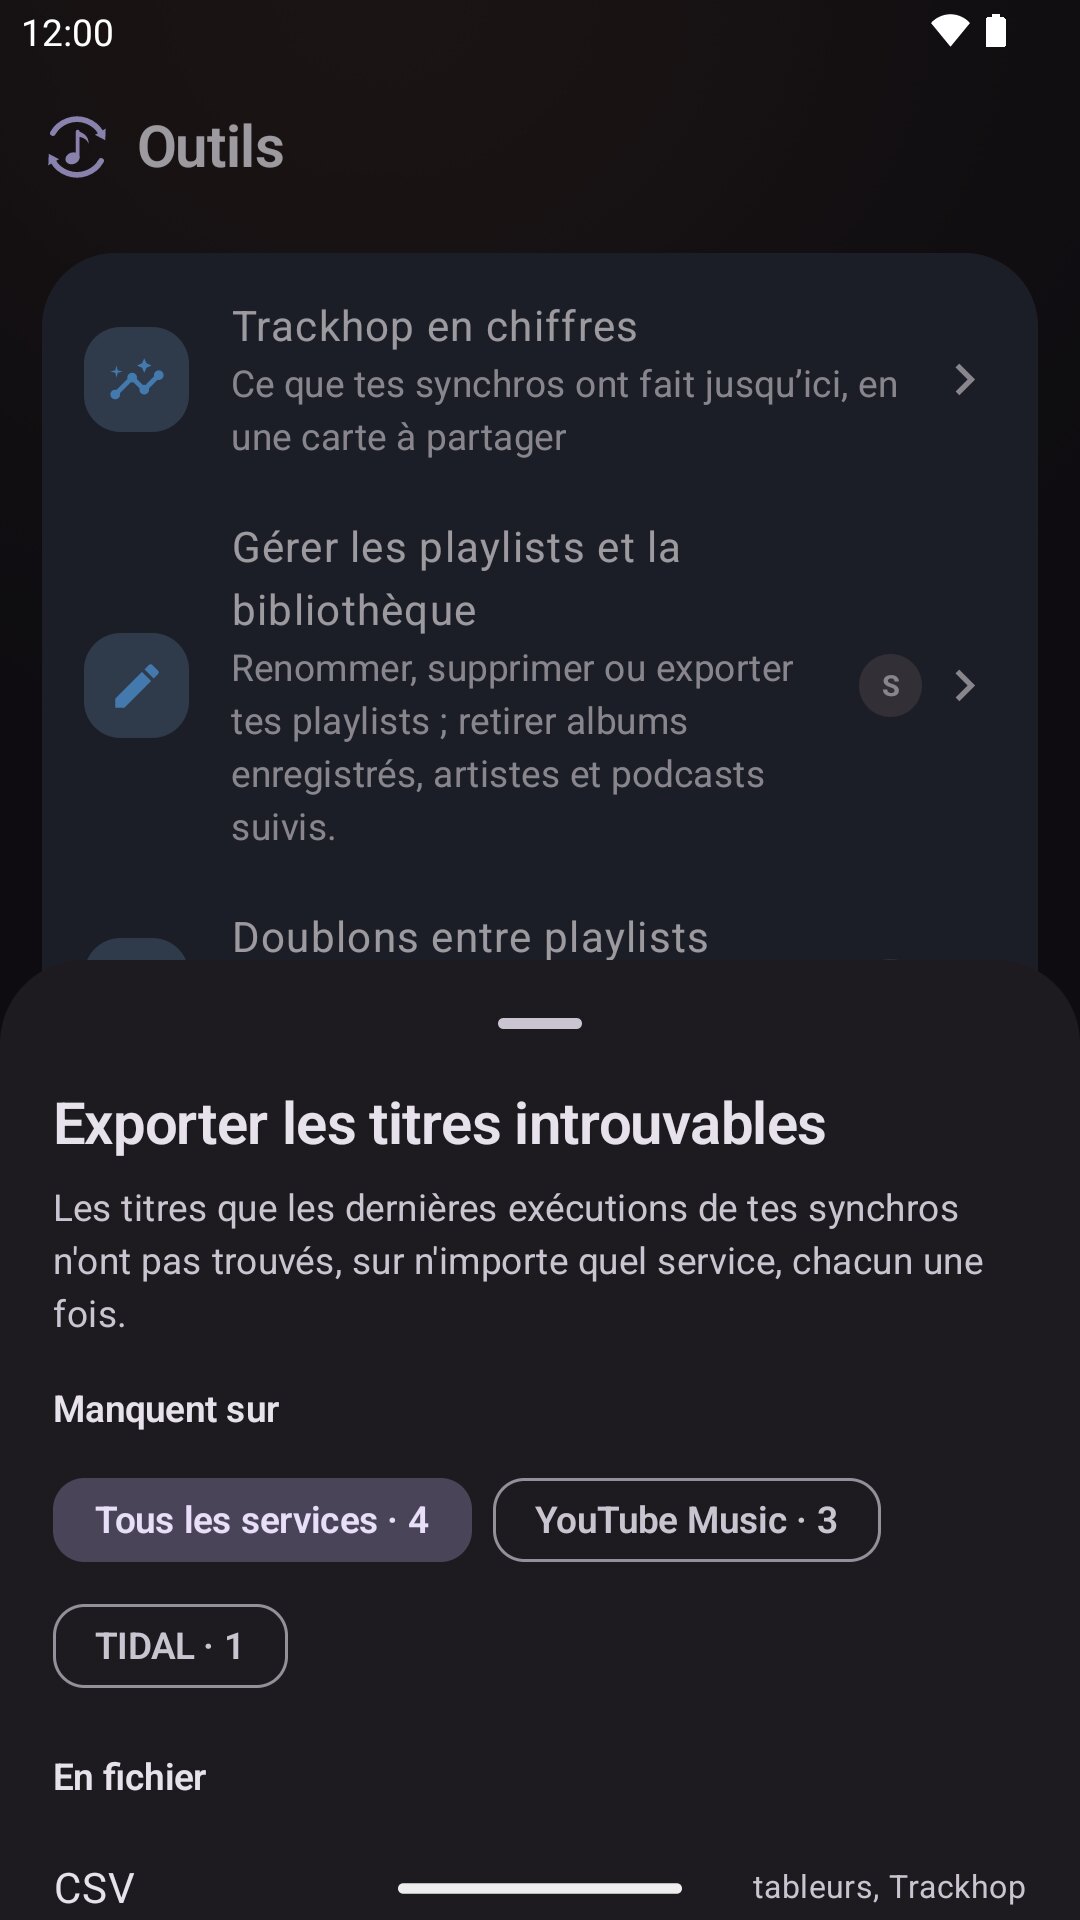 12:00
Outils
Trackhop en chiffres
Ce que tes synchros ont fait jusqu’ici, en
une carte à partager
Gérer les playlists et la
bibliothèque
Renommer, supprimer ou exporter
tes playlists ; retirer albums
enregistrés, artistes et podcasts
suivis.
S
Doublons entre playlists
Exporter les titres introuvables
Les titres que les dernières exécutions de tes synchros
n'ont pas trouvés, sur n'importe quel service, chacun une
fois.
Manquent sur
Tous les services · 4
YouTube Music · 3
TIDAL · 1
En fichier
CSV
tableurs, Trackhop